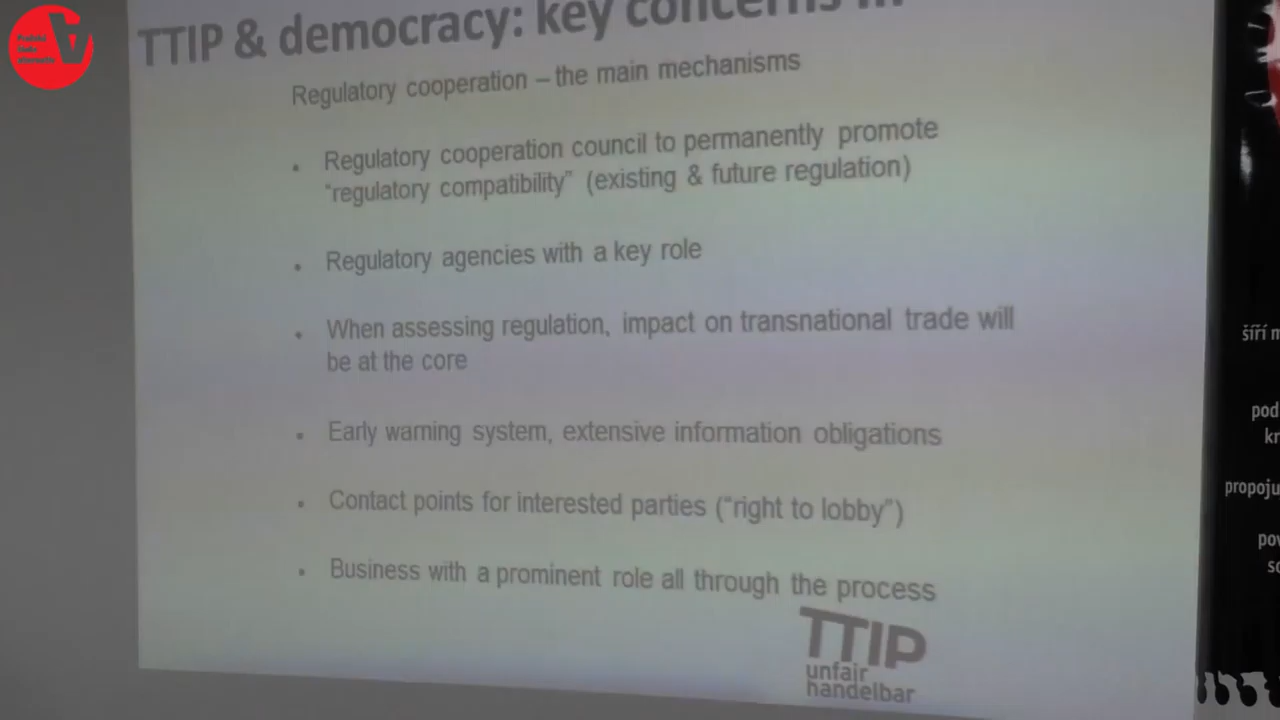 TTIP & democracy: key concerns
Regulatory cooperation – the main mechanisms
• Regulatory cooperation council to permanently promote
“regulatory compatibility” (existing & future regulation)
• Regulatory agencies with a key role
• When assessing regulation, impact on transnational trade will
be at the core
• Early warning system, extensive information obligations
• Contact points for interested parties (“right to lobby”)
• Business with a prominent role all through the process
TTIP
unfair
handelbar
šíří
pod
propoju